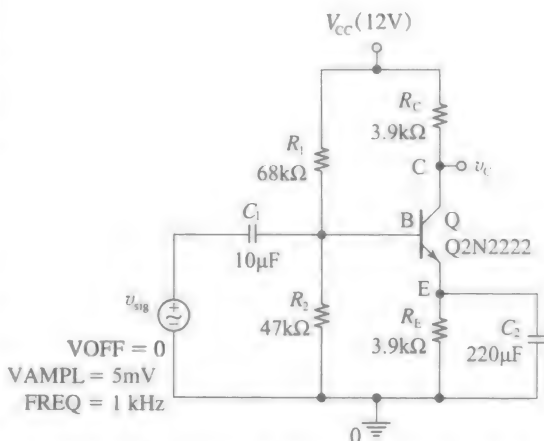 V_CC (12V)
R_C
3.9kΩ
R_1
68kΩ
C
v_C
C_1
10μF
B
Q
Q2N2222
v_sig
R_2
47kΩ
E
R_E
3.9kΩ
C_2
220μF
VOFF = 0
VAMPL = 5mV
FREQ = 1 kHz
0